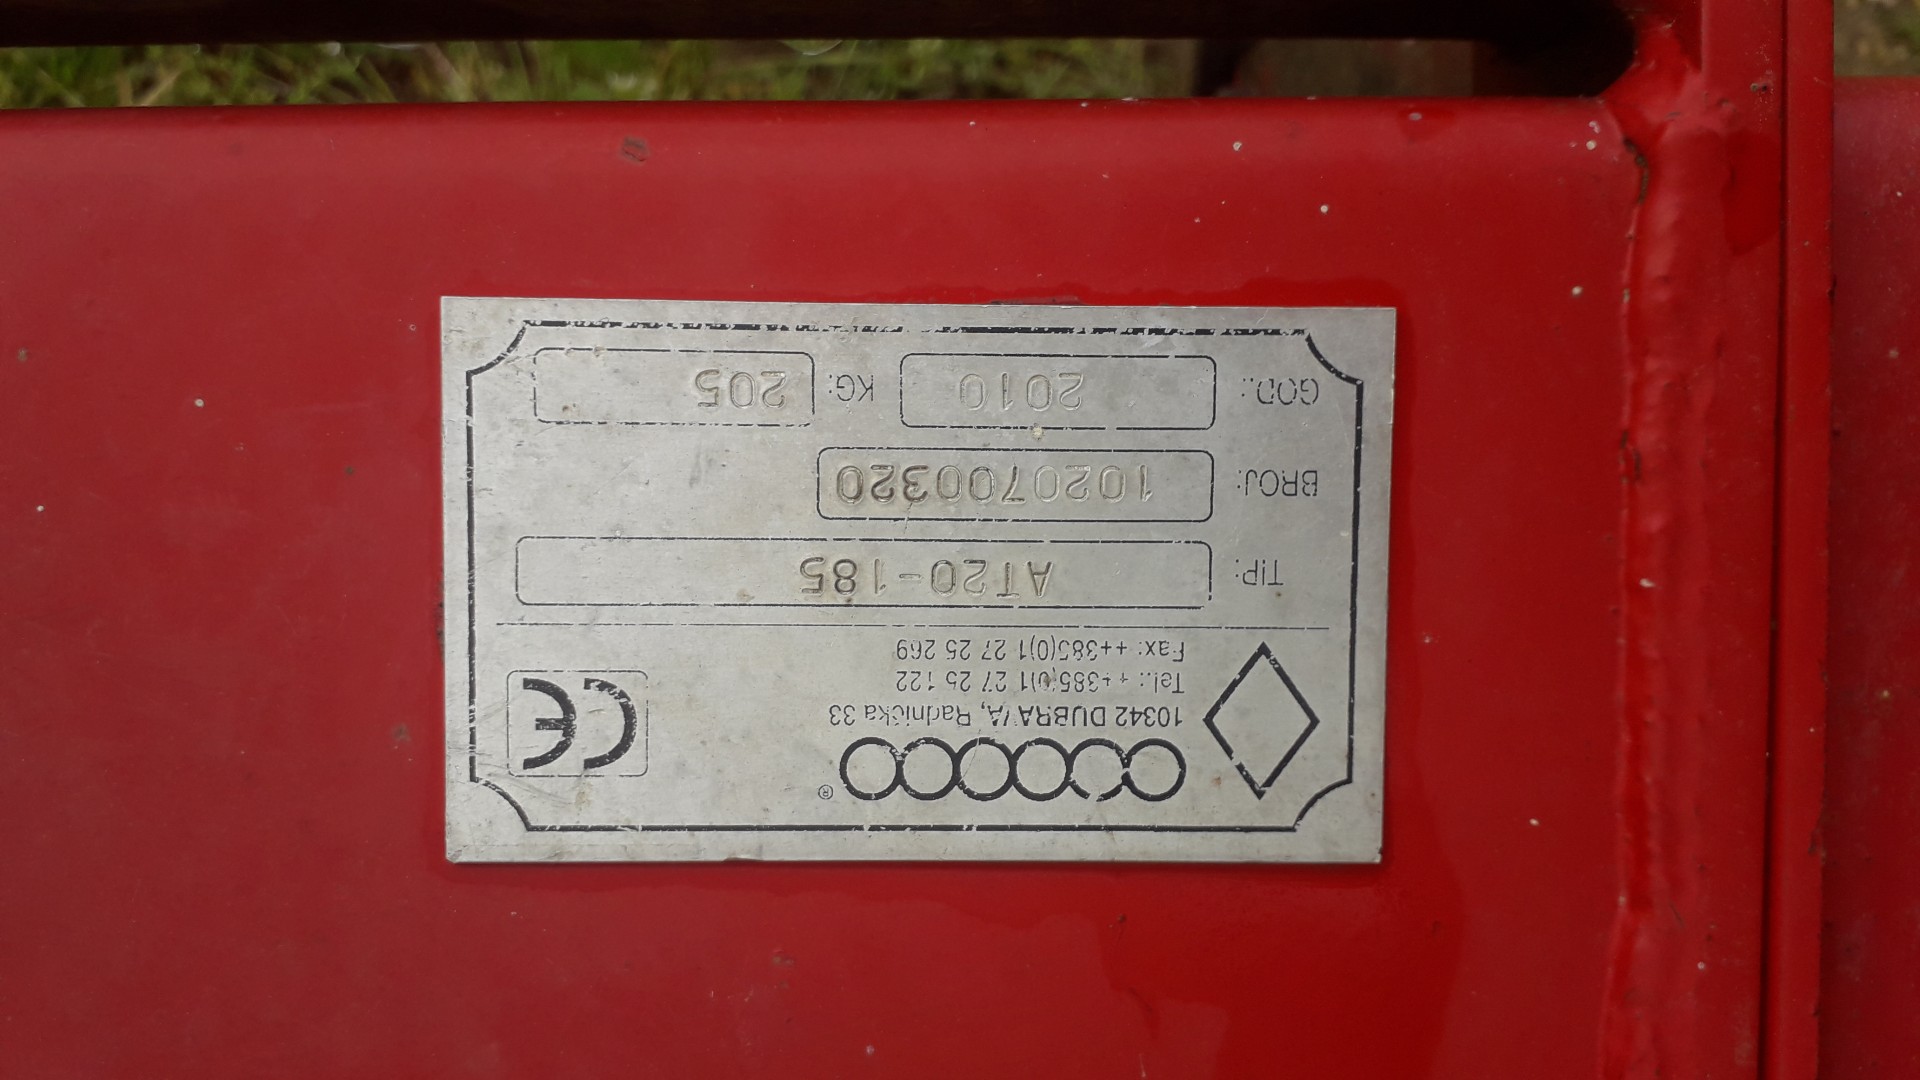 ®
10342 DUBRAVA, Radnička 33
Tel.: ++385(0)1 27 25 122
Fax: ++385(0)1 27 25 269
CE
TIP: AT20-185
BROJ: 1020700320
GOD.: 2010 KG: 205